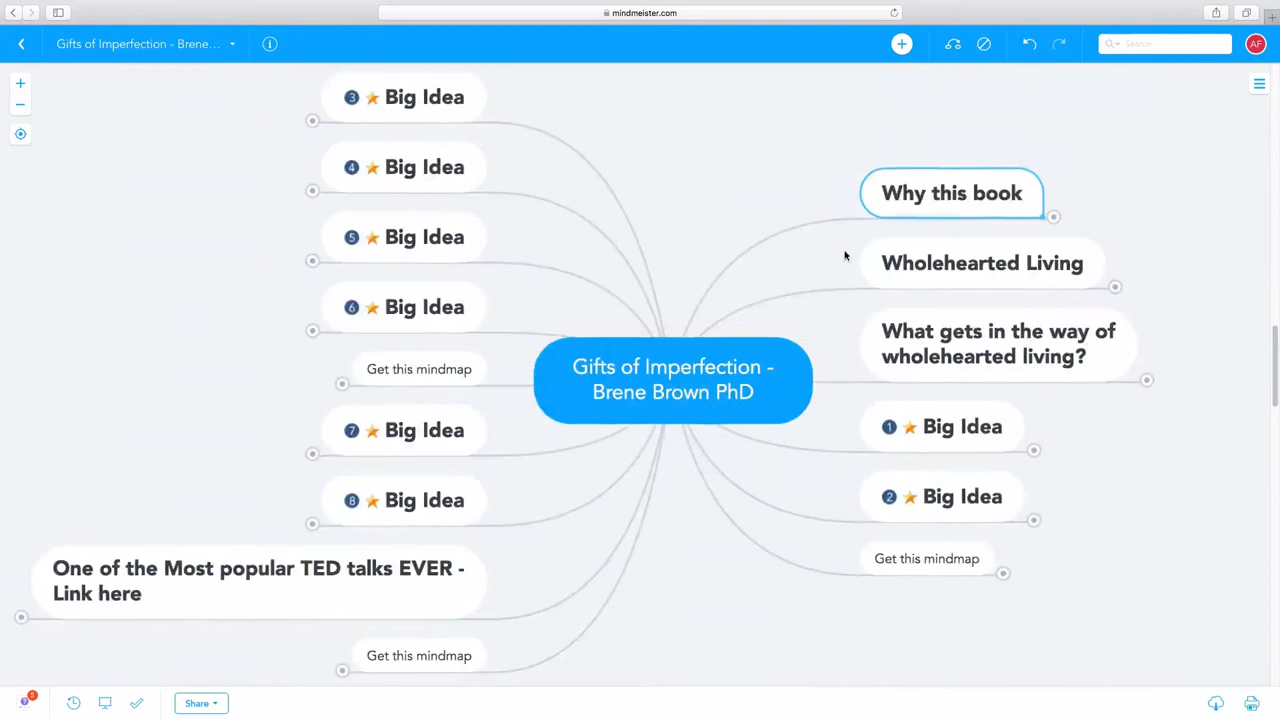 mindmeister.com
Gifts of Imperfection - Brene...
Search
AF
3 Big Idea
4 Big Idea
5 Big Idea
6 Big Idea
Get this mindmap
7 Big Idea
8 Big Idea
One of the Most popular TED talks EVER -
Link here
Get this mindmap
Gifts of Imperfection -
Brene Brown PhD
Why this book
Wholehearted Living
What gets in the way of
wholehearted living?
1 Big Idea
2 Big Idea
Get this mindmap
5
Share